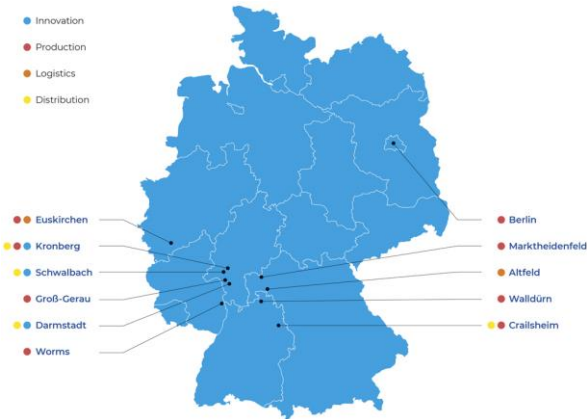 Innovation
Production
Logistics
Distribution
Euskirchen
Kronberg
Schwalbach
Groß-Gerau
Darmstadt
Worms
Berlin
Marktheidenfeld
Altfeld
Walldürn
Crailsheim